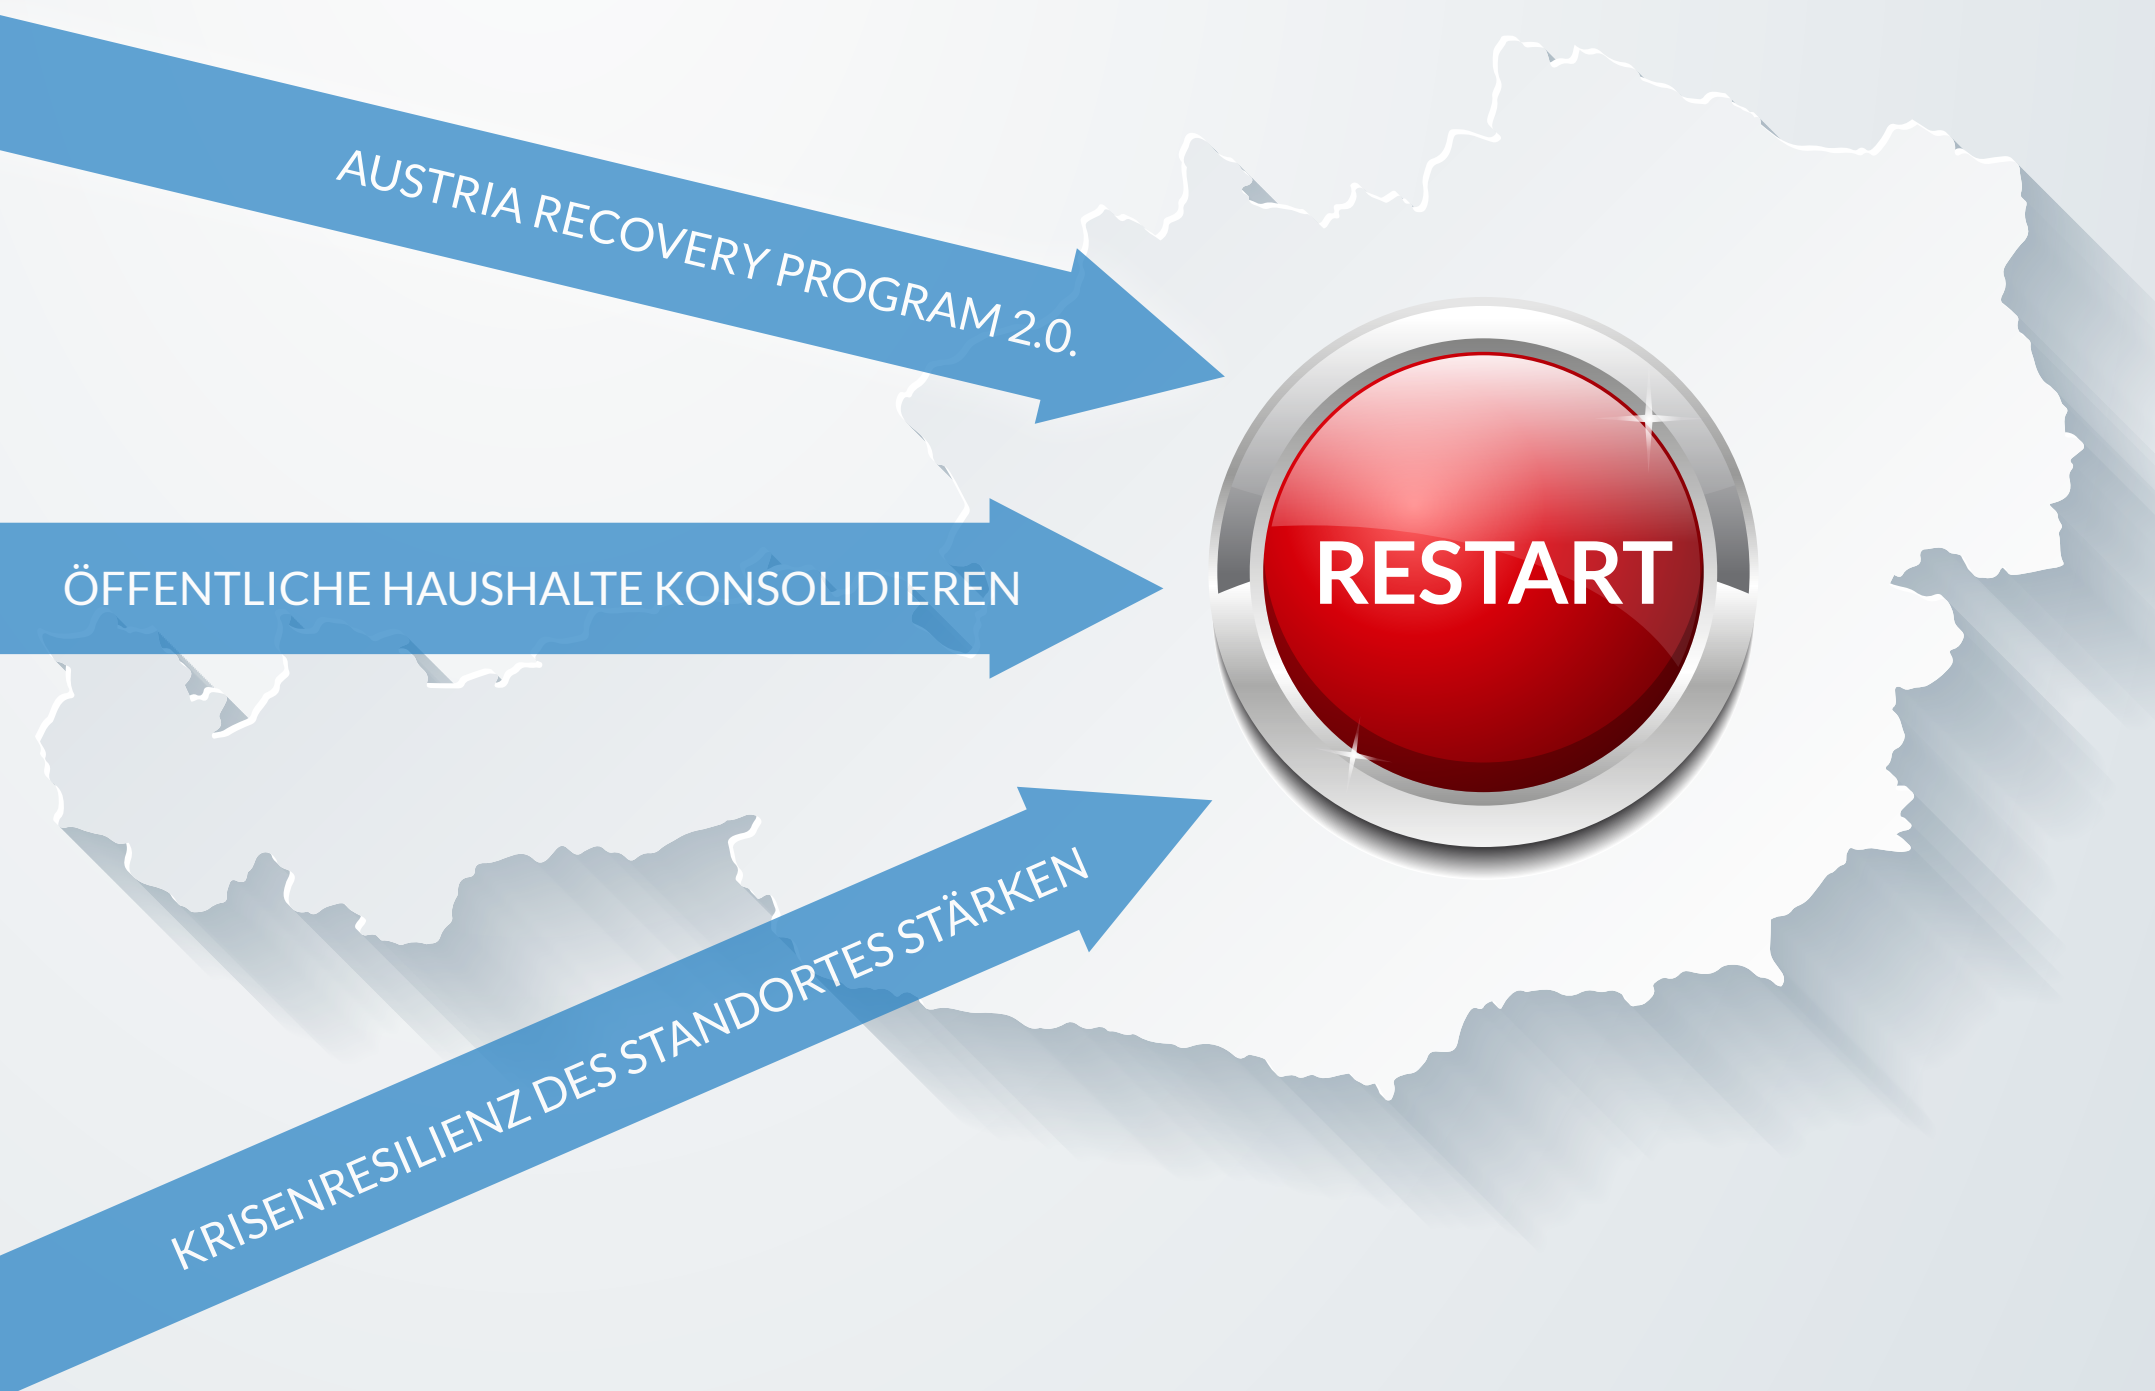 AUSTRIA RECOVERY PROGRAM 2.0.
ÖFFENTLICHE HAUSHALTE KONSOLIDIEREN
RESTART
KRISENRESILIENZ DES STANDORTES STÄRKEN